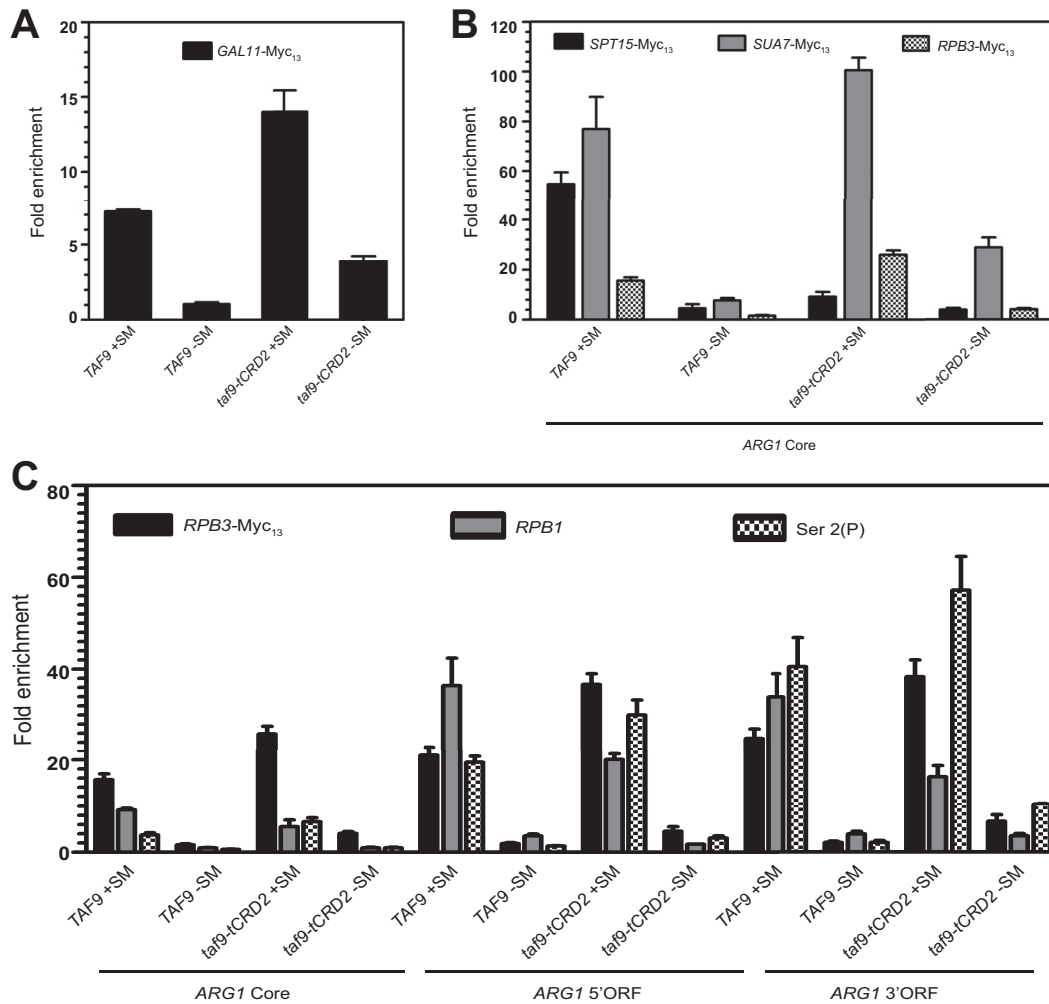 A
20
15
10
5
0
Fold enrichment
GAL11-Myc13
TAF9 +SM
TAF9 -SM
taf9-tCRD2 +SM
taf9-tCRD2 -SM
B
120
100
80
60
40
20
0
Fold enrichment
SPT15-Myc13
SUA7-Myc13
RPB3-Myc13
TAF9 +SM
TAF9 -SM
taf9-tCRD2 +SM
taf9-tCRD2 -SM
ARG1 Core
C
80
60
40
20
0
Fold enrichment
RPB3-Myc13
RPB1
Ser 2(P)
TAF9 +SM
TAF9 -SM
taf9-tCRD2 +SM
taf9-tCRD2 -SM
TAF9 +SM
TAF9 -SM
taf9-tCRD2 +SM
taf9-tCRD2 -SM
TAF9 +SM
TAF9 -SM
taf9-tCRD2 +SM
taf9-tCRD2 -SM
ARG1 Core
ARG1 5'ORF
ARG1 3'ORF